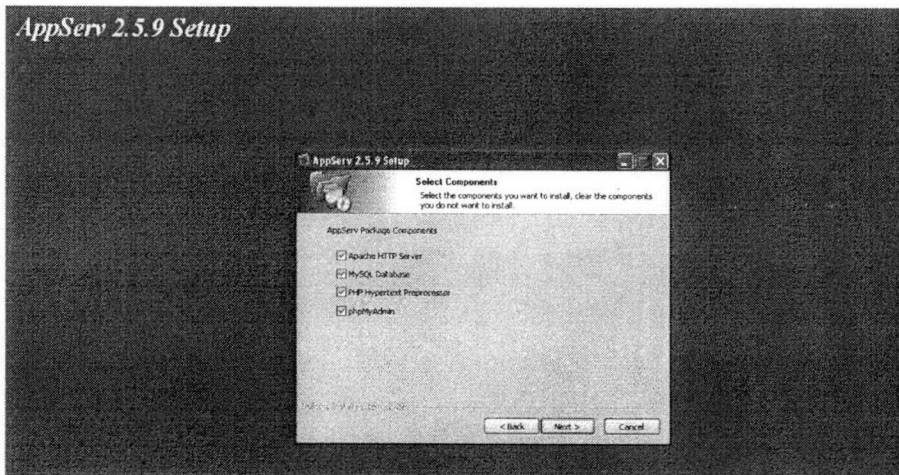 AppServ 2.5.9 Setup
AppServ 2.5.9 Setup
Select Components
Select the components you want to install, clear the components
you do not want to install.
AppServ Package Components
Apache HTTP Server
MySQL Database
PHP Hypertext Preprocessor
phpMyAdmin
< Back Next > Cancel